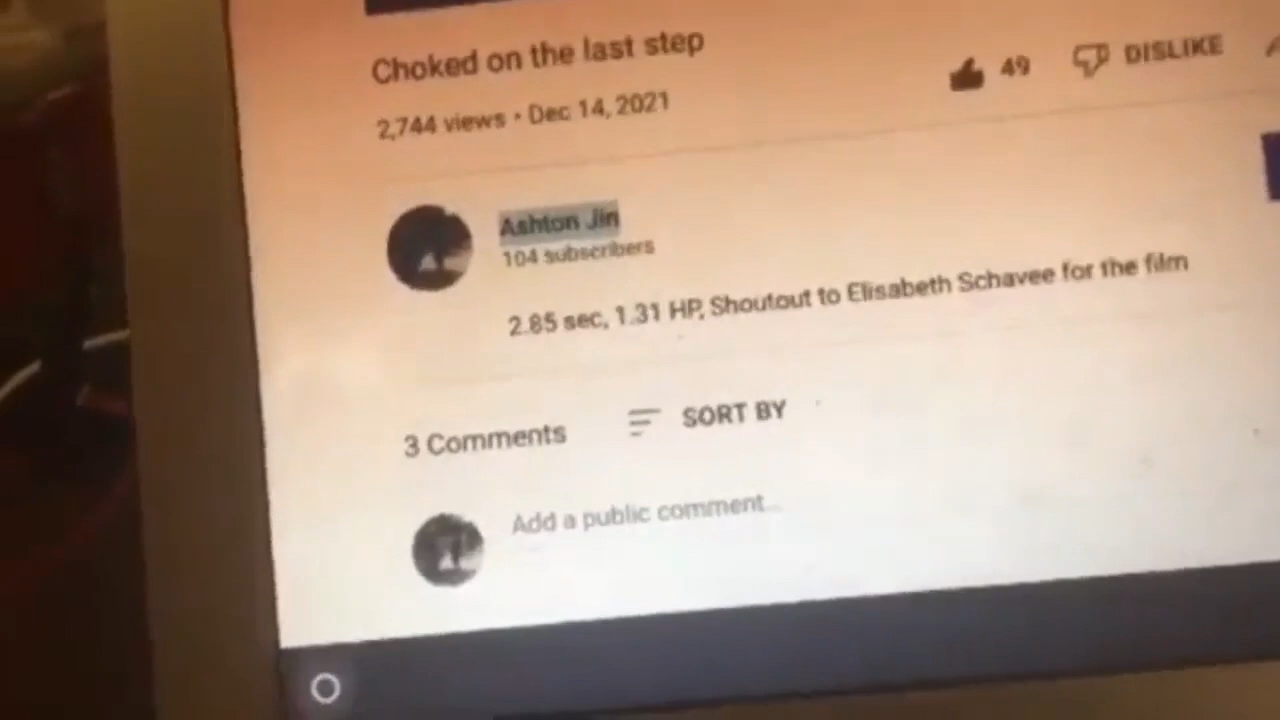 Choked on the last step
2,744 views • Dec 14, 2021
49 DISLIKE
Ashton Jin
104 subscribers
2.85 sec, 1.31 HP, Shoutout to Elisabeth Schavee for the film
3 Comments SORT BY
Add a public comment...